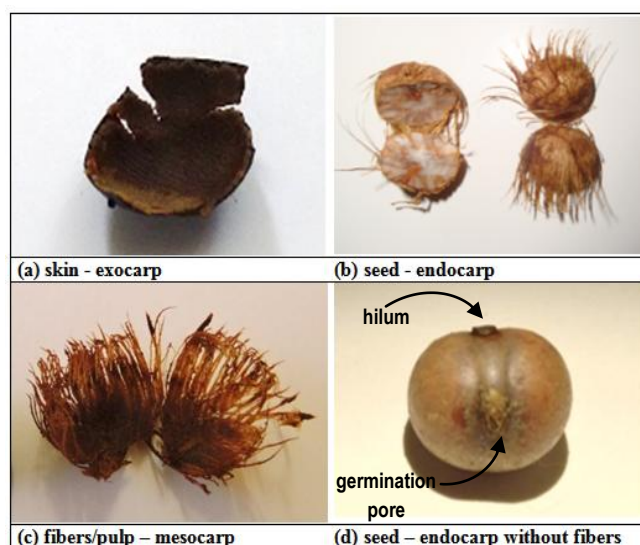 (a) skin - exocarp
(b) seed - endocarp
hilum
germination
pore
(c) fibers/pulp – mesocarp
(d) seed – endocarp without fibers